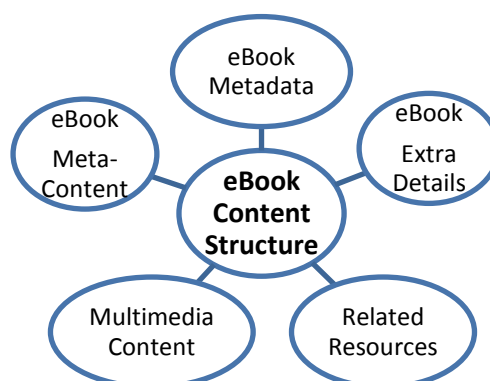 eBook
Metadata
eBook
Meta-
Content
eBook
Extra
Details
eBook
Content
Structure
Multimedia
Content
Related
Resources